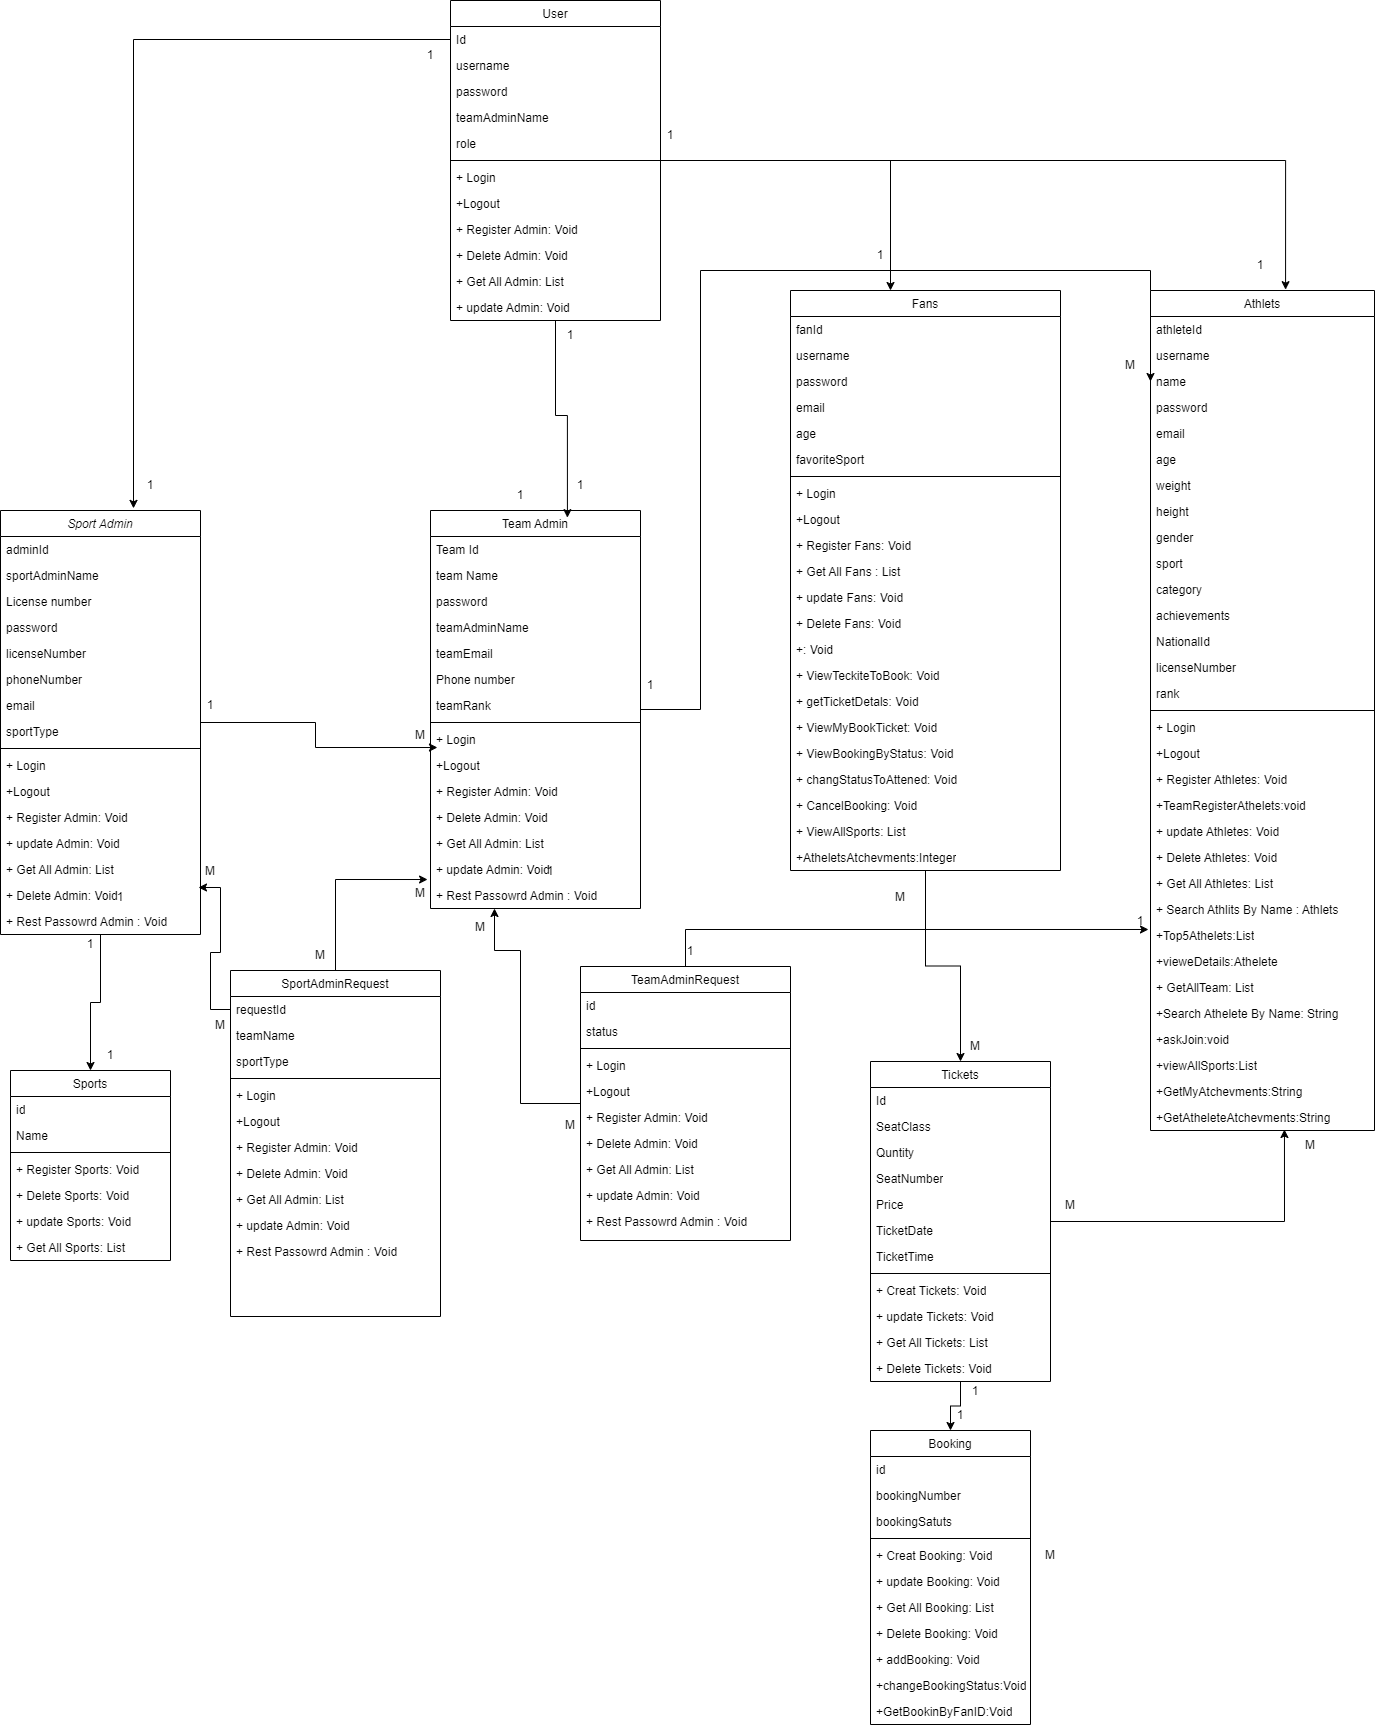 User
Id
username
password
teamAdminName
role
+ Login
+Logout
+ Register Admin: Void
+ Delete Admin: Void
+ Get All Admin: List
+ update Admin: Void
1
1
1
1
1
1
1
1
Fans
fanId
username
password
email
age
favoriteSport
+ Login
+Logout
+ Register Fans: Void
+ Get All Fans : List
+ update Fans: Void
+ Delete Fans: Void
+: Void
+ ViewTeckiteToBook: Void
+ getTicketDetals: Void
+ ViewMyBookTicket: Void
+ ViewBookingByStatus: Void
+ changStatusToAttened: Void
+ CancelBooking: Void
+ ViewAllSports: List
+AtheletsAtchevments:Integer
M
M
Athlets
athleteId
username
name
password
email
age
weight
height
gender
sport
category
achievements
NationalId
licenseNumber
rank
+ Login
+Logout
+ Register Athletes: Void
+TeamRegisterAthelets:void
+ update Athletes: Void
+ Delete Athletes: Void
+ Get All Athletes: List
+ Search Athlits By Name : Athlets
+Top5Athelets:List
+vieweDetails:Athelete
+ GetAllTeam: List
+Search Athelete By Name: String
+askJoin:void
+viewAllSports:List
+GetMyAtchevments:String
+GetAtheleteAtchevments:String
1
M
Sport Admin
adminId
sportAdminName
License number
password
licenseNumber
phoneNumber
email
sportType
+ Login
+Logout
+ Register Admin: Void
+ update Admin: Void
+ Get All Admin: List
+ Delete Admin: Void1
+ Rest Passowrd Admin : Void
1
M
M
1
Team Admin
Team Id
team Name
password
teamAdminName
teamEmail
Phone number
teamRank
+ Login
+Logout
+ Register Admin: Void
+ Delete Admin: Void
+ Get All Admin: List
+ update Admin: Void1
+ Rest Passowrd Admin : Void
1
M
M
M
1
Sports
id
Name
+ Register Sports: Void
+ Delete Sports: Void
+ update Sports: Void
+ Get All Sports: List
M
M
SportAdminRequest
requestId
teamName
sportType
+ Login
+Logout
+ Register Admin: Void
+ Delete Admin: Void
+ Get All Admin: List
+ update Admin: Void
+ Rest Passowrd Admin : Void
1
M
TeamAdminRequest
id
status
+ Login
+Logout
+ Register Admin: Void
+ Delete Admin: Void
+ Get All Admin: List
+ update Admin: Void
+ Rest Passowrd Admin : Void
M
Tickets
Id
SeatClass
Quntity
SeatNumber
Price
TicketDate
TicketTime
+ Creat Tickets: Void
+ update Tickets: Void
+ Get All Tickets: List
+ Delete Tickets: Void
1
1
Booking
id
bookingNumber
bookingSatuts
+ Creat Booking: Void
+ update Booking: Void
+ Get All Booking: List
+ Delete Booking: Void
+ addBooking: Void
+changeBookingStatus:Void
+GetBookinByFanID:Void
M